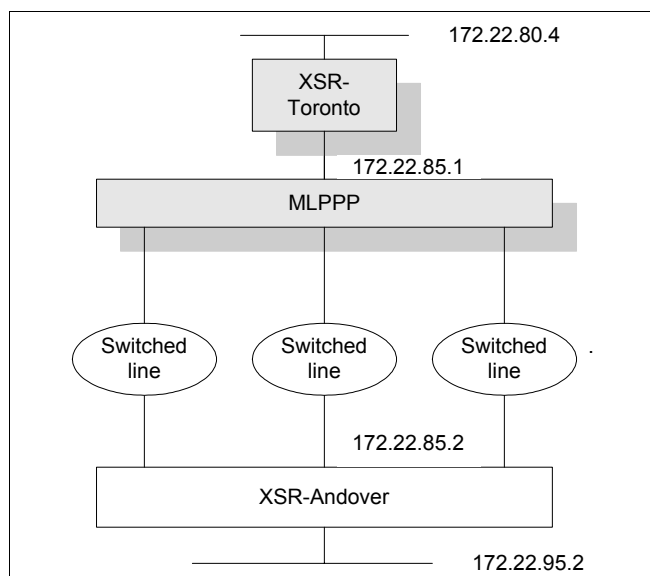 172.22.80.4
XSR-
Toronto
172.22.85.1
MLPPP
Switched
line
Switched
line
Switched
line
.
172.22.85.2
XSR-Andover
172.22.95.2